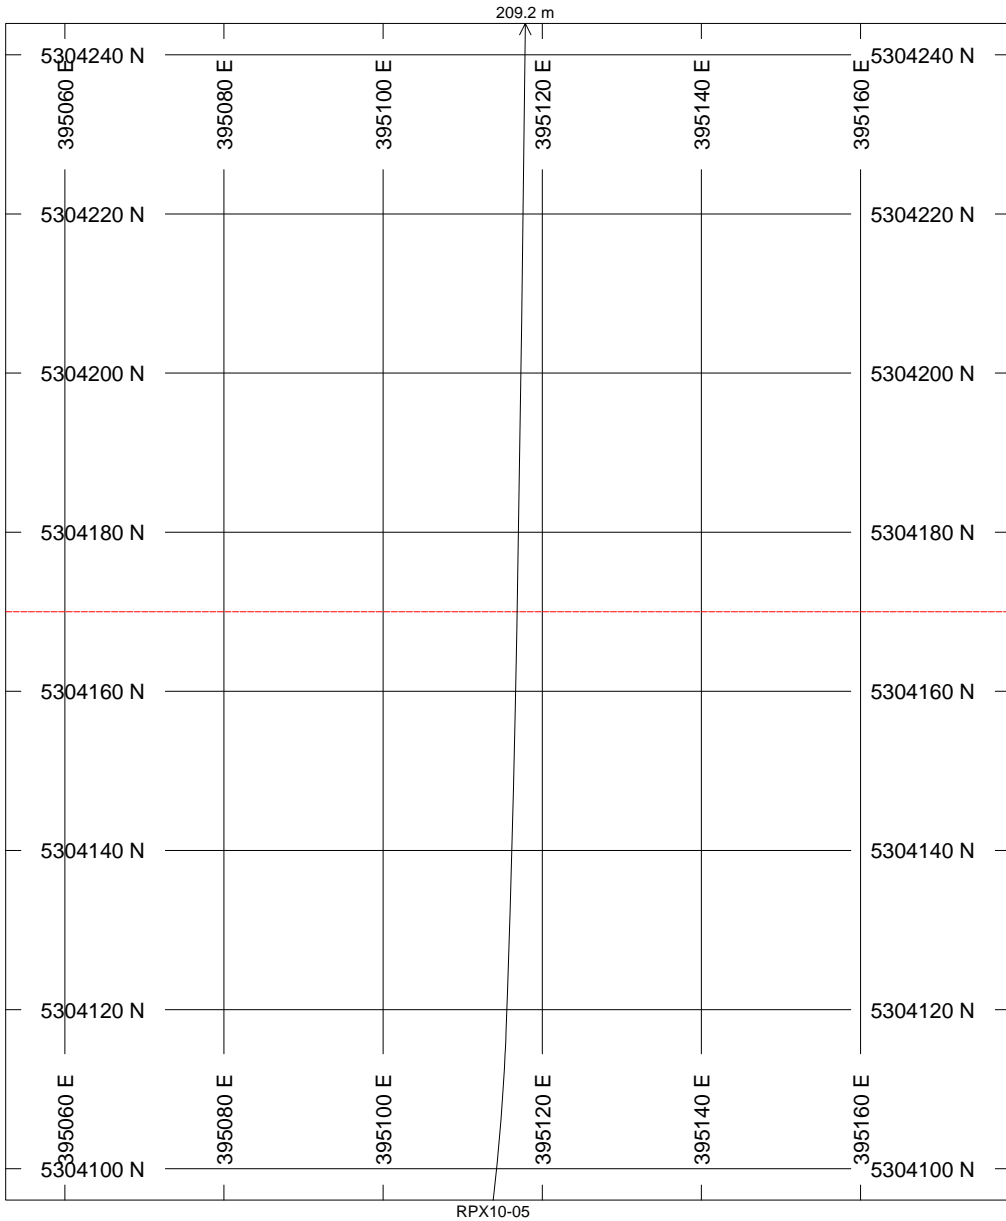 209.2 m
5304240 N
5304240 N
395060 E
395080 E
395100 E
395120 E
395140 E
395160 E
5304220 N
5304220 N
5304200 N
5304200 N
5304180 N
5304180 N
5304160 N
5304160 N
5304140 N
5304140 N
5304120 N
5304120 N
395060 E
395080 E
395100 E
395120 E
395140 E
395160 E
5304100 N
5304100 N
RPX10-05